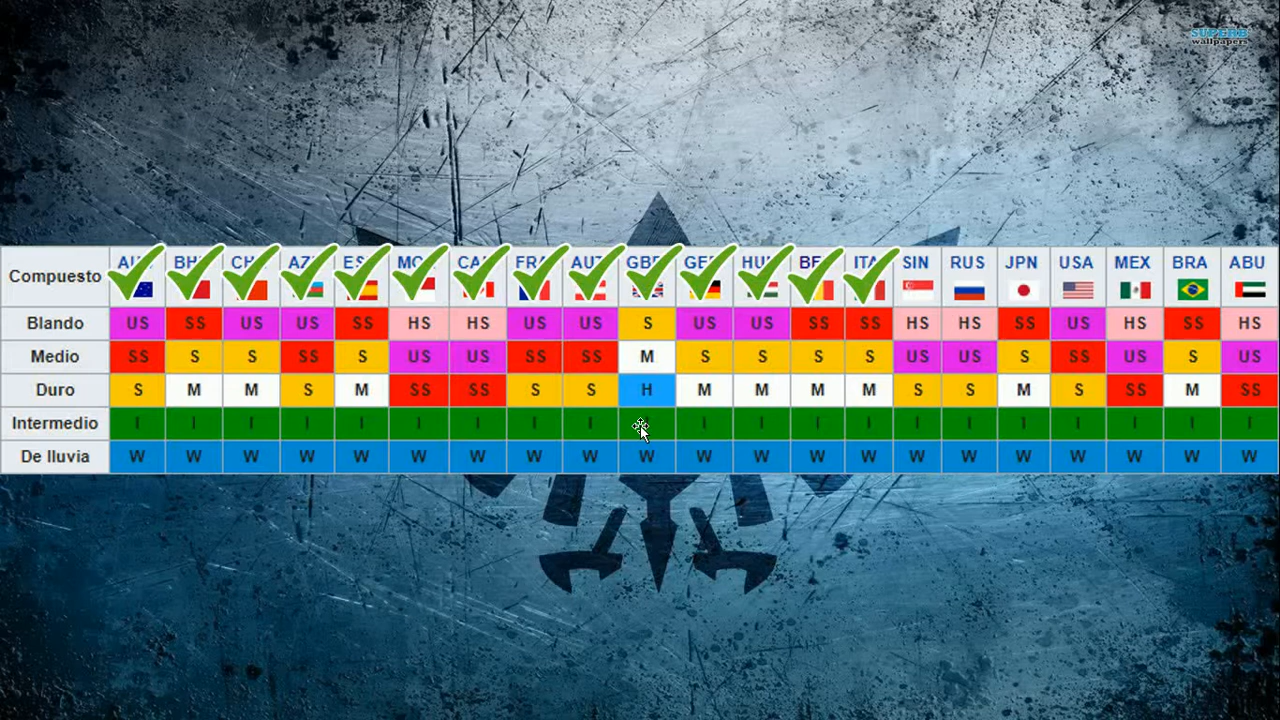 SUPERB
wallpapers
Compuesto SIN RUS JPN USA MEX BRA ABU
Blando US SS US US SS HS HS US US S US US SS SS HS HS SS US HS SS HS
Medio SS S S SS S US US SS SS M S S S S US US S SS US S US
Duro S M M S M SS SS S S H M M M M S S M S SS M SS
Intermedio I I I I I I I I I I I I I I I I I I I I
De lluvia W W W W W W W W W W W W W W W W W W W W W